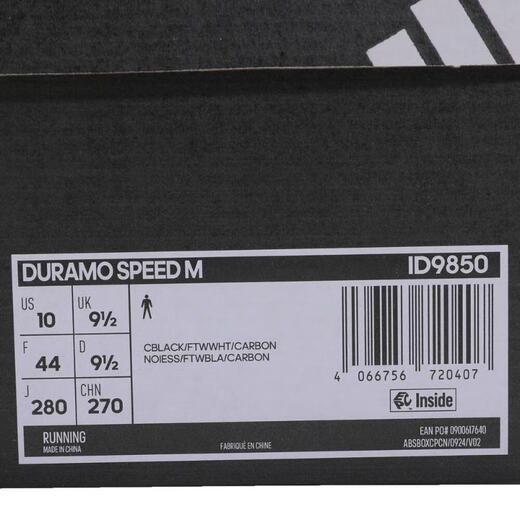 DURAMO SPEED M ID9850
US 10 UK 9½
F 44 D 9½
J 280 CHN 270
CBLACK/FTWWHT/CARBON
NOIESS/FTWBLA/CARBON
4 066756 720407
Inside
RUNNING
MADE IN CHINA
FABRIQUÉ EN CHINE
EAN PO# 0900617640
ABSBOXCPCN/0924/V02